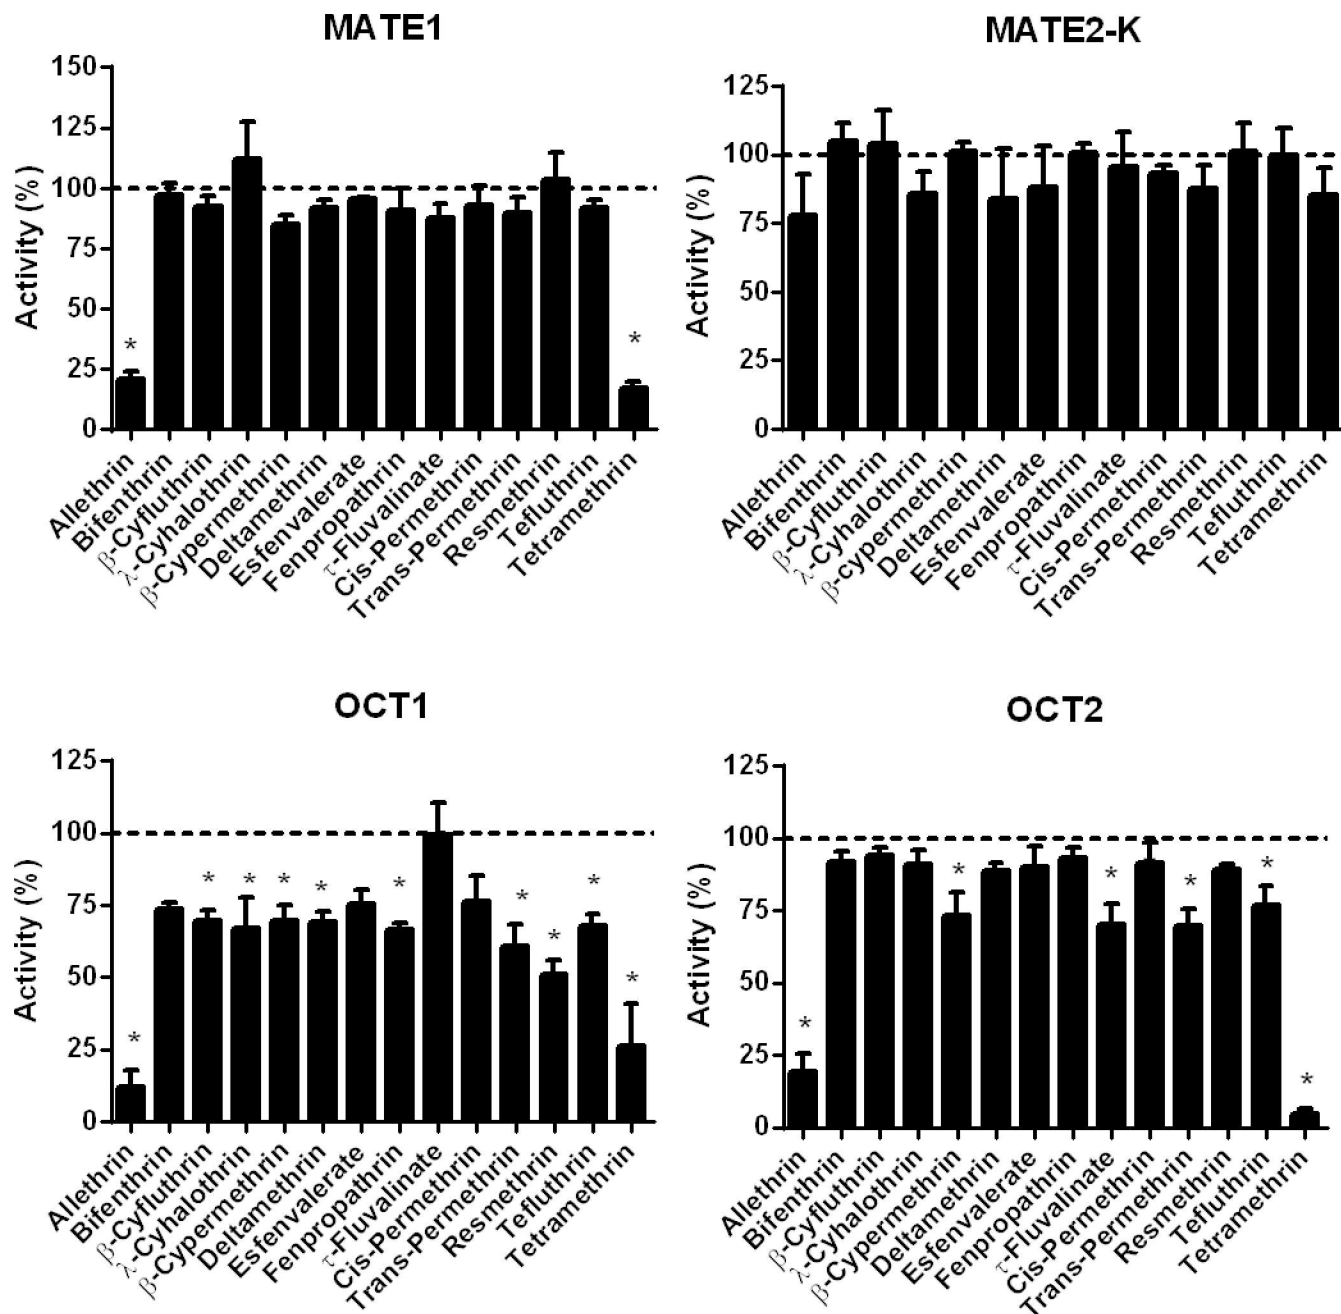 MATE1
Activity (%)
150
125
100
75
50
25
0
*
*
Allethrin
Bifenthrin
β-Cyfluthrin
λ-Cyhalothrin
β-Cypermethrin
Deltamethrin
Esfenvalerate
Fenpropathrin
τ-Fluvalinate
Cis-Permethrin
Trans-Permethrin
Resmethrin
Tefluthrin
Tetramethrin
MATE2-K
Activity (%)
125
100
75
50
25
0
Allethrin
Bifenthrin
β-Cyfluthrin
λ-Cyhalothrin
β-cypermethrin
Deltamethrin
Esfenvalerate
Fenpropathrin
τ-Fluvalinate
Cis-Permethrin
Trans-Permethrin
Resmethrin
Tefluthrin
Tetramethrin
OCT1
Activity (%)
125
100
75
50
25
0
*
*
*
*
*
*
*
*
*
*
Allethrin
Bifenthrin
β-Cyfluthrin
λ-Cyhalothrin
β-Cypermethrin
Deltamethrin
Esfenvalerate
Fenpropathrin
τ-Fluvalinate
Cis-Permethrin
Trans-Permethrin
Resmethrin
Tefluthrin
Tetramethrin
OCT2
Activity (%)
125
100
75
50
25
0
*
*
*
*
*
*
Allethrin
Bifenthrin
β-Cyfluthrin
λ-Cyhalothrin
β-Cypermethrin
Deltamethrin
Esfenvalerate
Fenpropathrin
τ-Fluvalinate
Cis-Permethrin
Trans-Permethrin
Resmethrin
Tefluthrin
Tetramethrin